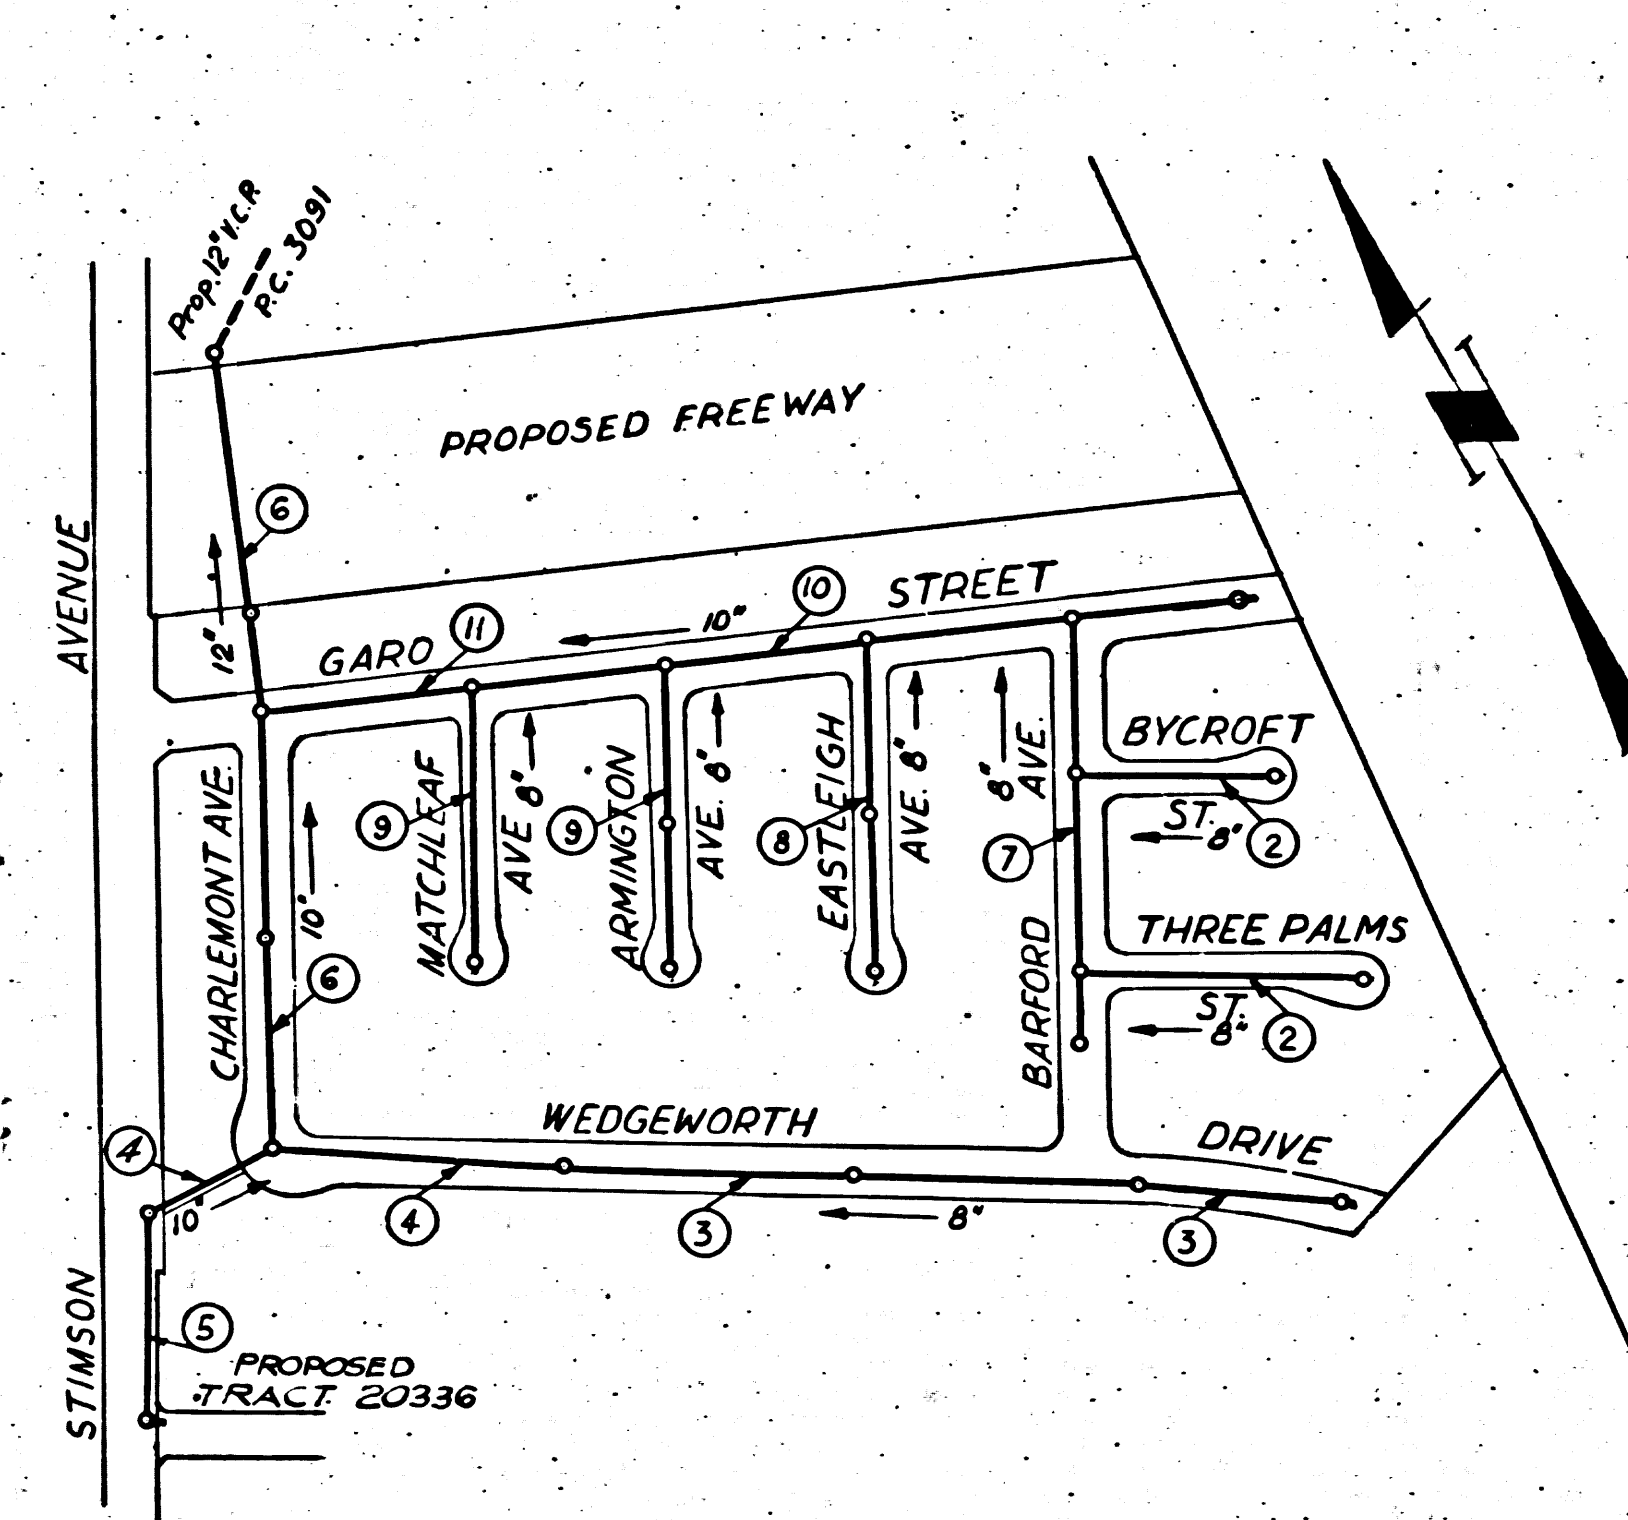 Prop. 12" V.C.P.
P.C. 3091
PROPOSED FREEWAY
6
AVENUE
12"
GARO
11
10"
10
STREET
CHARLEMONT AVE.
10"
6
9
MATCHLEAF
AVE 8"
9
ARMINGTON
AVE. 8"
8
EASTLEIGH
AVE. 8"
8"
AVE.
7
BARFORD
BYCROFT
ST.
8"
2
THREE PALMS
ST.
8"
2
N
WEDGEWORTH
DRIVE
4
10"
4
3
8"
3
STIMSON
5
PROPOSED
TRACT. 20336